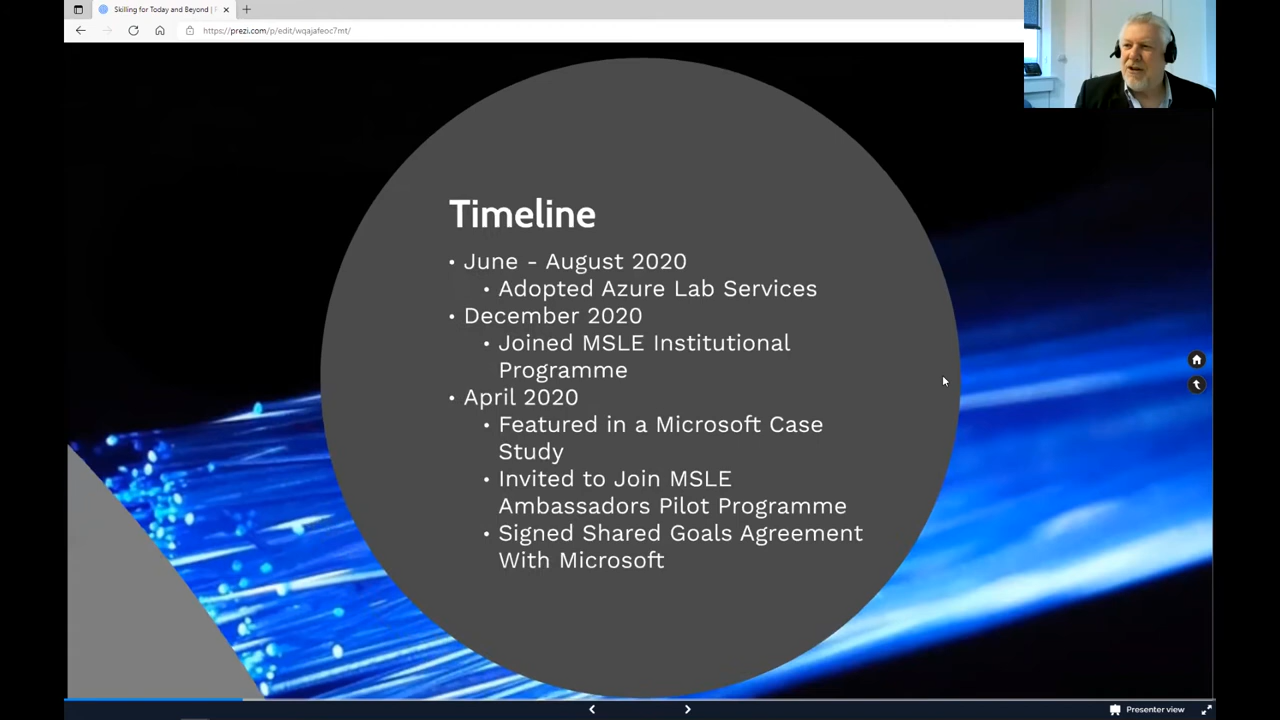 Skilling for Today and Beyond |
https://prezi.com/p/edit/wqajafeoc7mt/
Timeline
• June - August 2020
• Adopted Azure Lab Services
• December 2020
• Joined MSLE Institutional
Programme
• April 2020
• Featured in a Microsoft Case
Study
• Invited to Join MSLE
Ambassadors Pilot Programme
• Signed Shared Goals Agreement
With Microsoft
Presenter view